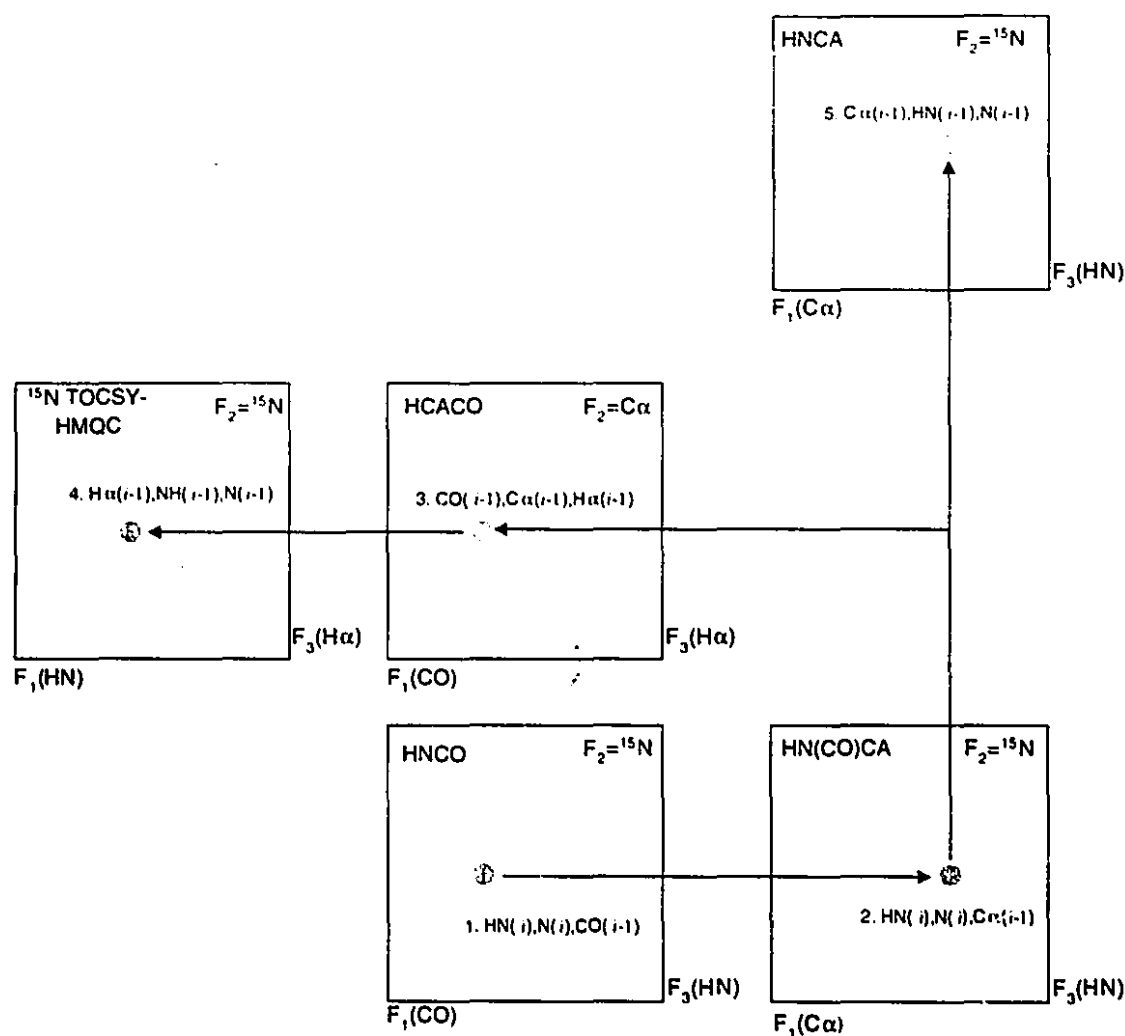 HNCA F₂=¹⁵N
5. Cα(i-1),HN(i-1),N(i-1)
F₃(HN)
F₁(Cα)
¹⁵N TOCSY-
HMQC
F₂=¹⁵N
4. Hα(i-1),NH(i-1),N(i-1)
F₃(Hα)
F₁(HN)
HCACO F₂=Cα
3. CO(i-1),Cα(i-1),Hα(i-1)
F₃(Hα)
F₁(CO)
HNCO F₂=¹⁵N
1. HN(i),N(i),CO(i-1)
F₃(HN)
F₁(CO)
HN(CO)CA F₂=¹⁵N
2. HN(i),N(i),Cα(i-1)
F₃(HN)
F₁(Cα)